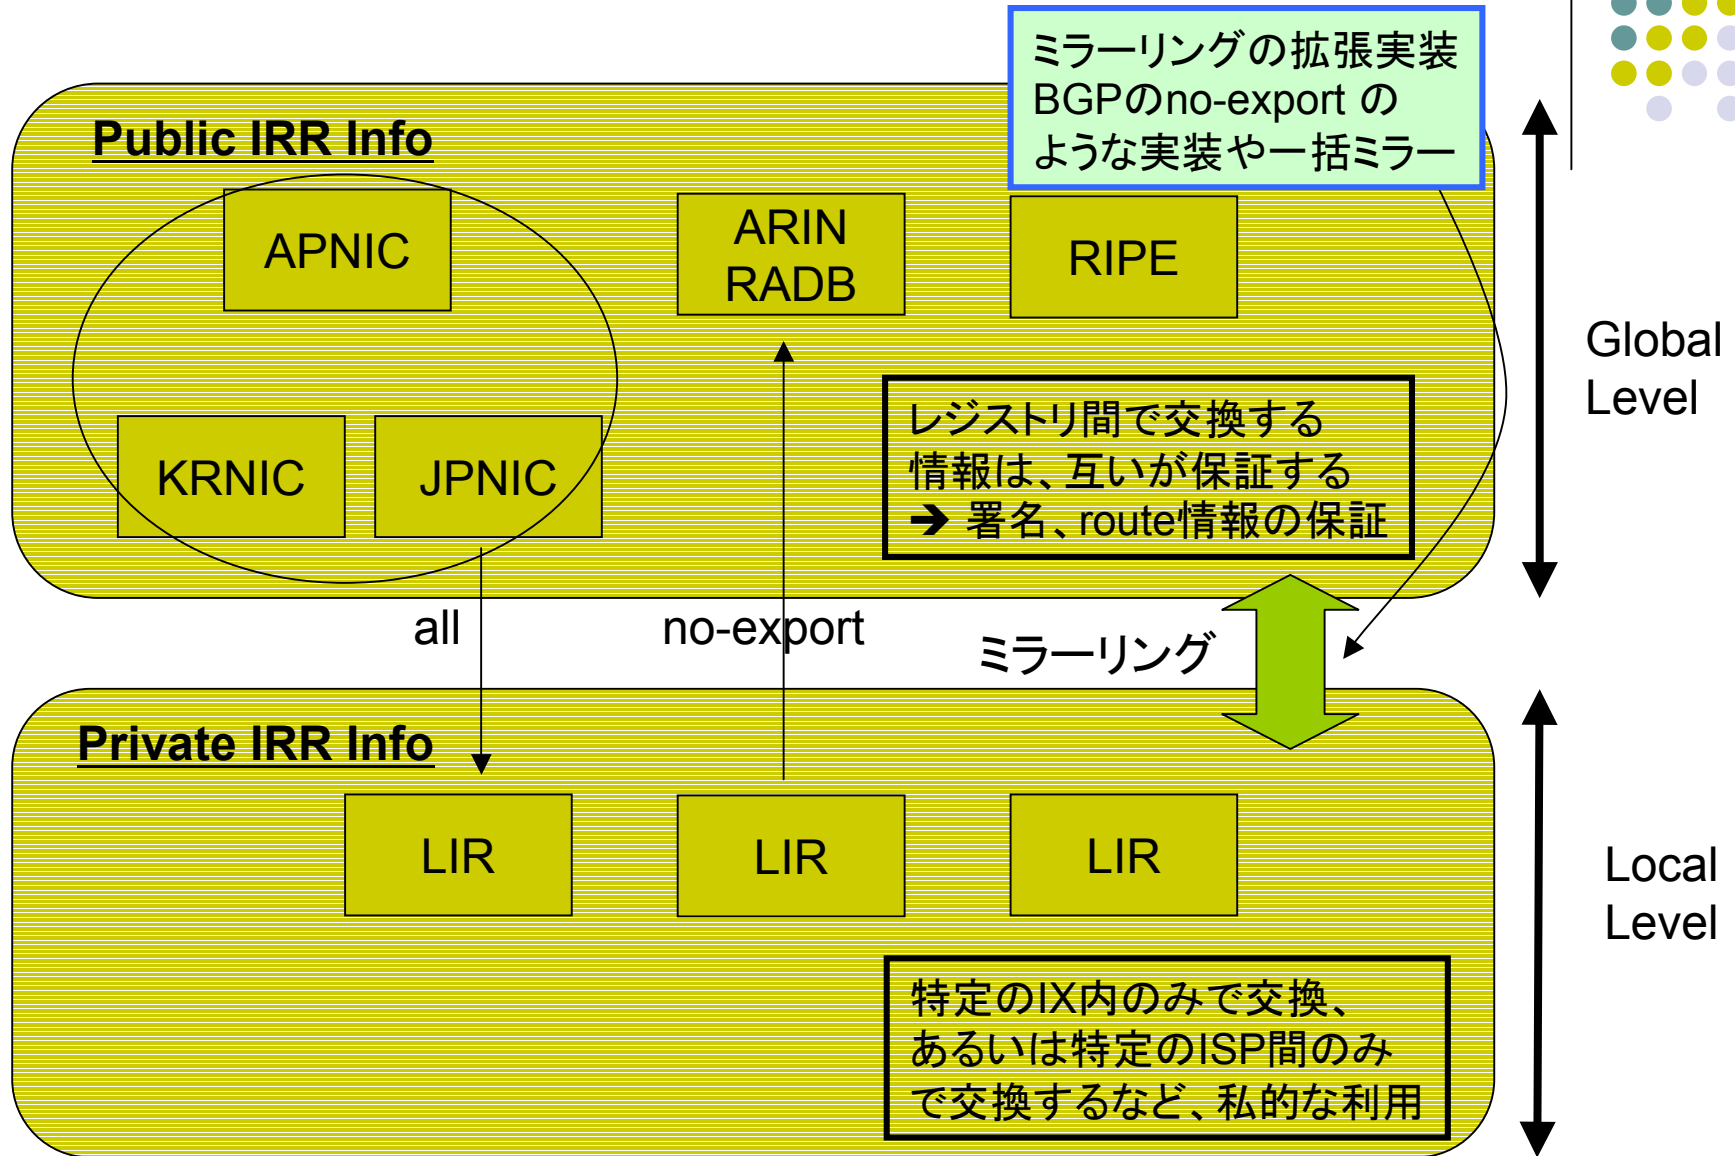 ミラーリングの拡張実装
BGPのno-export の
ような実装や一括ミラー
Public IRR Info
APNIC
ARIN
RADB
RIPE
Global
Level
KRNIC
JPNIC
レジストリ間で交換する
情報は、互いが保証する
➔ 署名、route情報の保証
all
no-export
ミラーリング
Private IRR Info
LIR
LIR
LIR
Local
Level
特定のIX内のみで交換、
あるいは特定のISP間のみ
で交換するなど、私的な利用